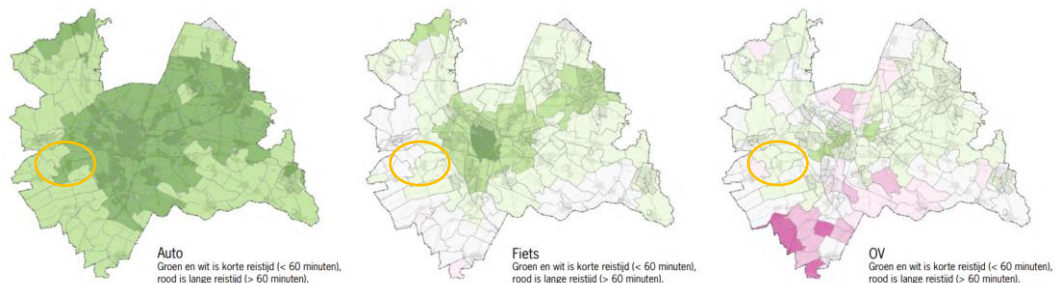 Auto
Groen en wit is korte reistijd (< 60 minuten),
rood is lange reistijd (> 60 minuten).
Fiets
Groen en wit is korte reistijd (< 60 minuten),
rood is lange reistijd (> 60 minuten).
OV
Groen en wit is korte reistijd (< 60 minuten),
rood is lange reistijd (> 60 minuten).